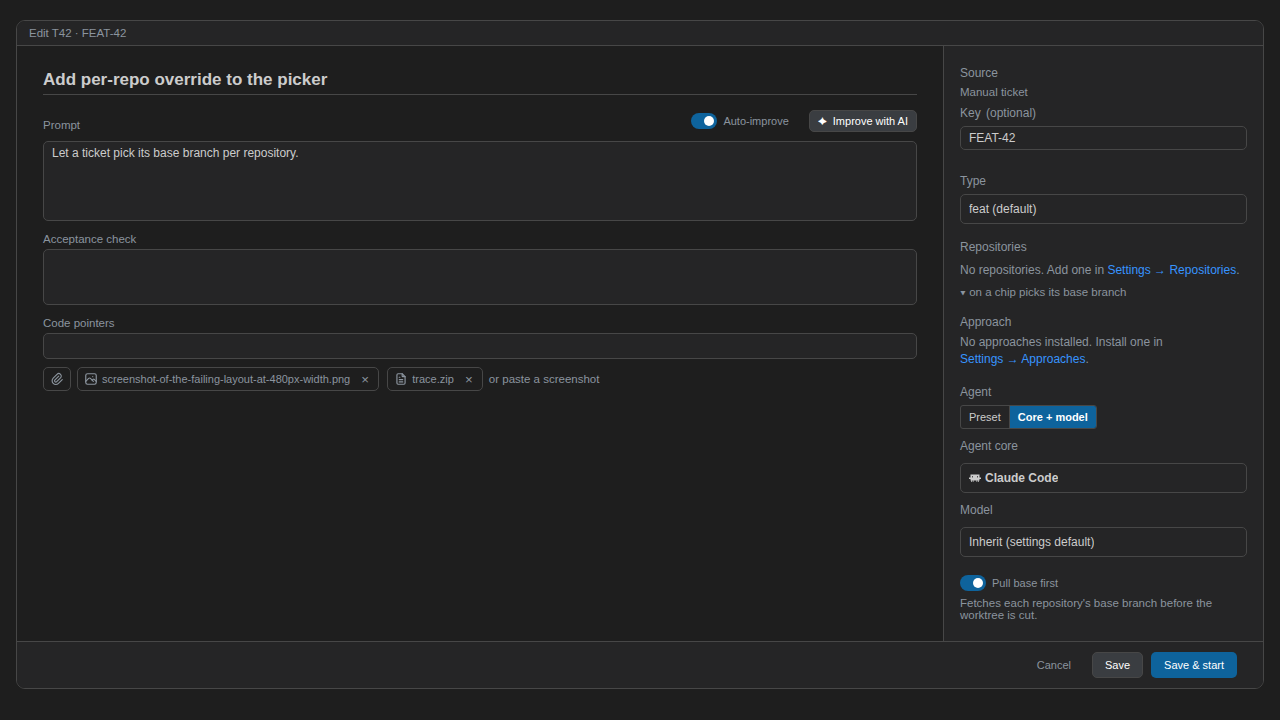 Edit T42 · FEAT-42
Add per-repo override to the picker
Prompt
Auto-improve
Improve with AI
Let a ticket pick its base branch per repository.
Acceptance check
Code pointers
screenshot-of-the-failing-layout-at-480px-width.png ×
trace.zip ×
or paste a screenshot
Source
Manual ticket
Key (optional)
FEAT-42
Type
feat (default)
Repositories
No repositories. Add one in Settings → Repositories.
▾ on a chip picks its base branch
Approach
No approaches installed. Install one in
Settings → Approaches.
Agent
Preset
Core + model
Agent core
Claude Code
Model
Inherit (settings default)
Pull base first
Fetches each repository's base branch before the
worktree is cut.
Cancel
Save
Save & start